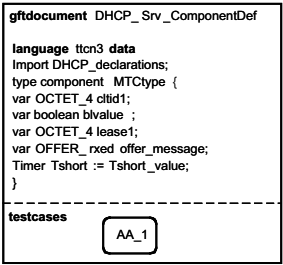 gftdocument DHCP_ Srv_ComponentDef
language ttcn3 data
Import DHCP_declarations;
type component MTCtype {
var OCTET_4 cltid1;
var boolean blvalue ;
var OCTET_4 lease1;
var OFFER_ rxed offer_message;
Timer Tshort := Tshort_value;
}
testcases
AA_1